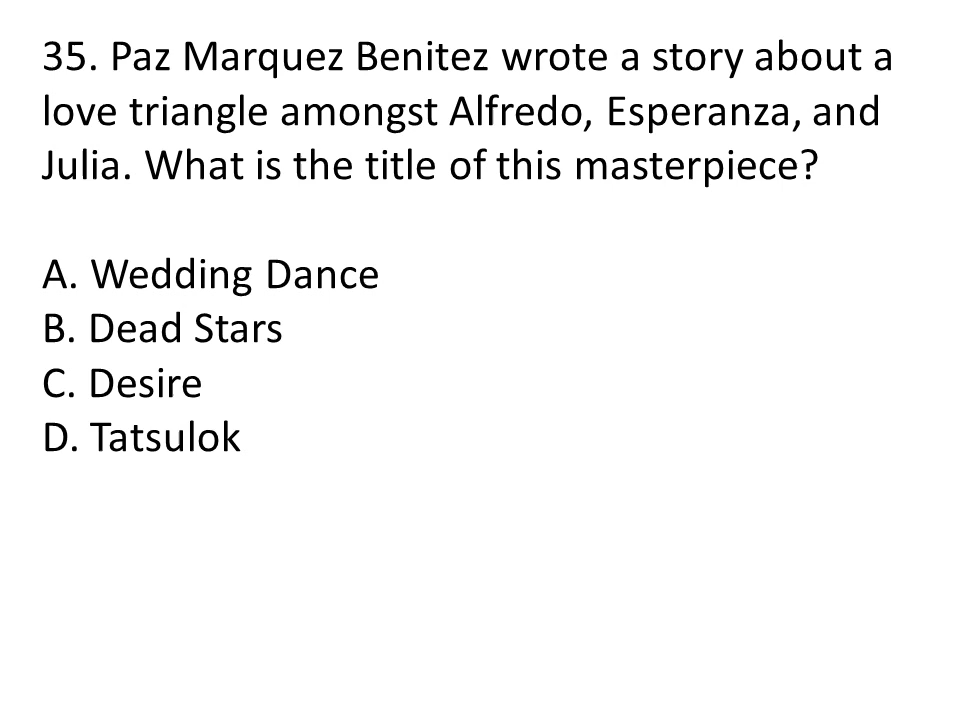 35. Paz Marquez Benitez wrote a story about a
love triangle amongst Alfredo, Esperanza, and
Julia. What is the title of this masterpiece?
A. Wedding Dance
B. Dead Stars
C. Desire
D. Tatsulok